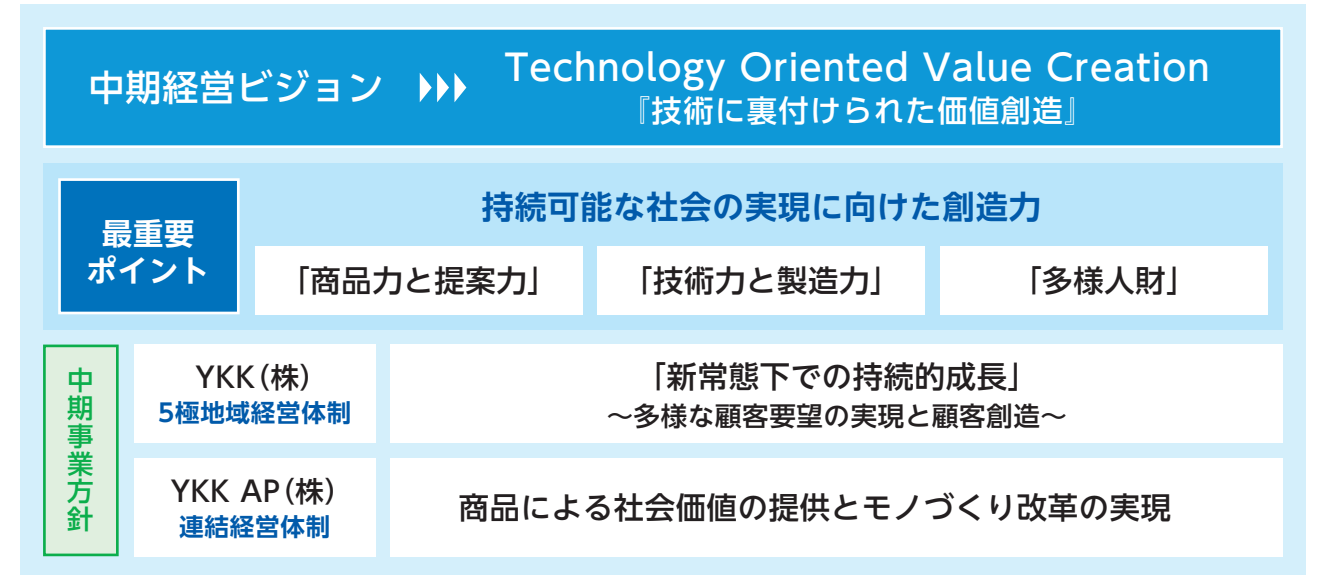 中期経営ビジョン
Technology Oriented Value Creation
『技術に裏付けられた価値創造』
最重要
ポイント
持続可能な社会の実現に向けた創造力
「商品力と提案力」
「技術力と製造力」
「多様人財」
中期事業方針
YKK(株)
5極地域経営体制
「新常態下での持続的成長」
～多様な顧客要望の実現と顧客創造～
YKK AP(株)
連結経営体制
商品による社会価値の提供とモノづくり改革の実現